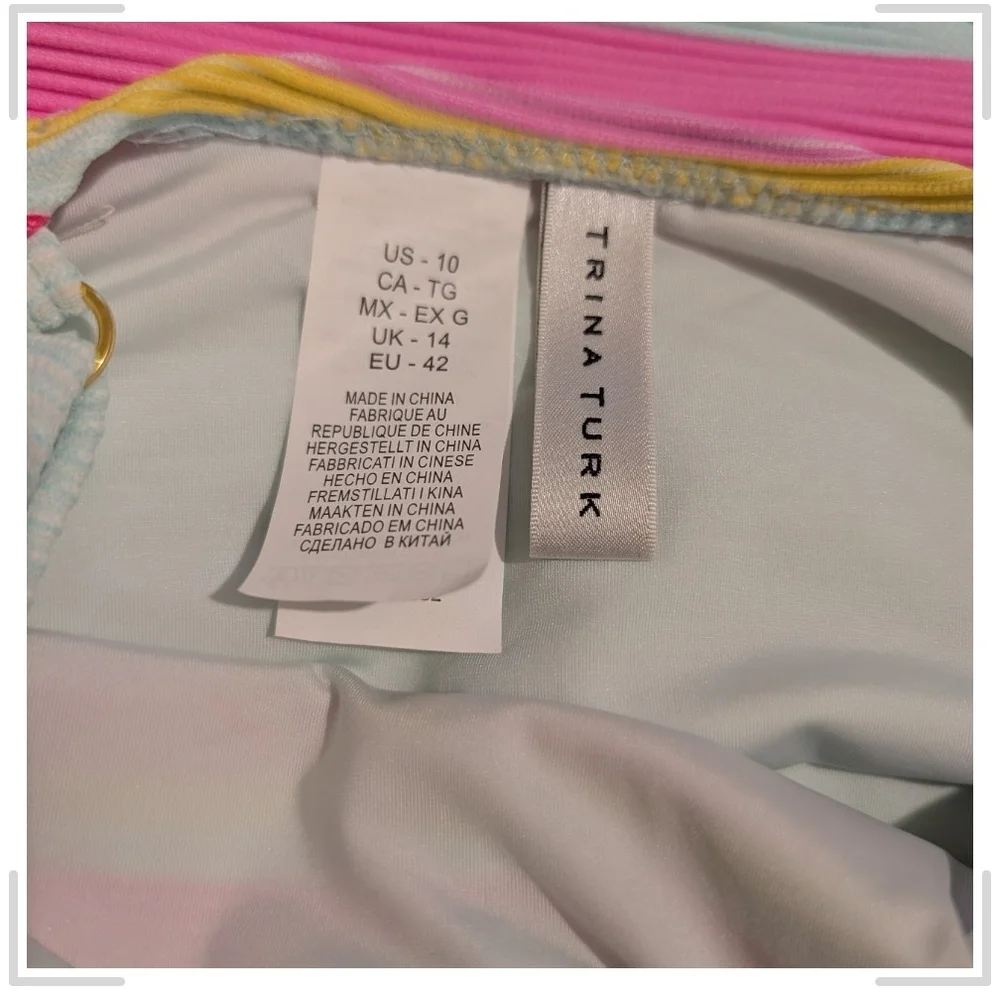 US - 10
CA - TG
MX - EX G
UK - 14
EU - 42
MADE IN CHINA
FABRIQUE AU
REPUBLIQUE DE CHINE
HERGESTELLT IN CHINA
FABBRICATI IN CINESE
HECHO EN CHINA
FREMSTILLATI I KINA
MAAKTEN IN CHINA
FABRICADO EM CHINA
СДЕЛАНО В КИТАЙ
TRINA TURK